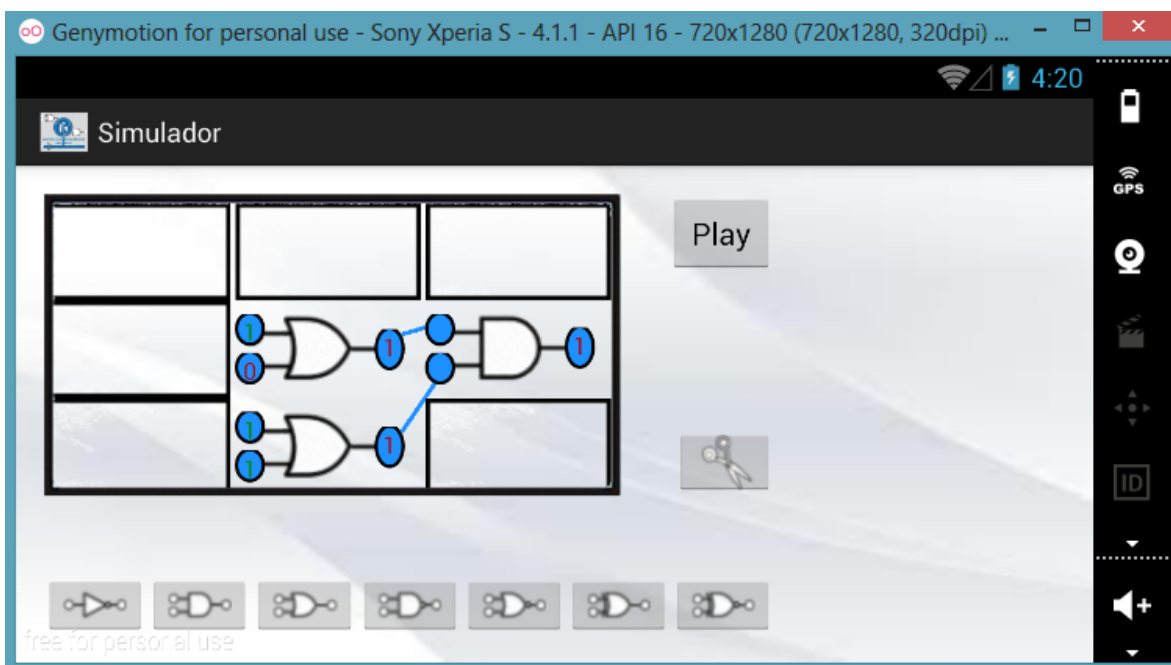 Genymotion for personal use - Sony Xperia S - 4.1.1 - API 16 - 720x1280 (720x1280, 320dpi) ...
4:20
Simulador
GPS
Play
1
0
1
1
1
1
1
ID
free for personal use